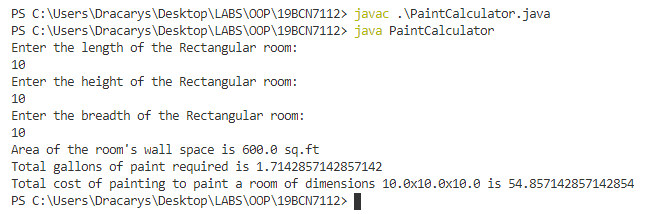 PS C:\Users\Dracarys\Desktop\LABS\OOP\19BCN7112> javac .\PaintCalculator.java
PS C:\Users\Dracarys\Desktop\LABS\OOP\19BCN7112> java PaintCalculator
Enter the length of the Rectangular room:
10
Enter the height of the Rectangular room:
10
Enter the breadth of the Rectangular room:
10
Area of the room's wall space is 600.0 sq.ft
Total gallons of paint required is 1.7142857142857142
Total cost of painting to paint a room of dimensions 10.0x10.0x10.0 is 54.857142857142854
PS C:\Users\Dracarys\Desktop\LABS\OOP\19BCN7112>